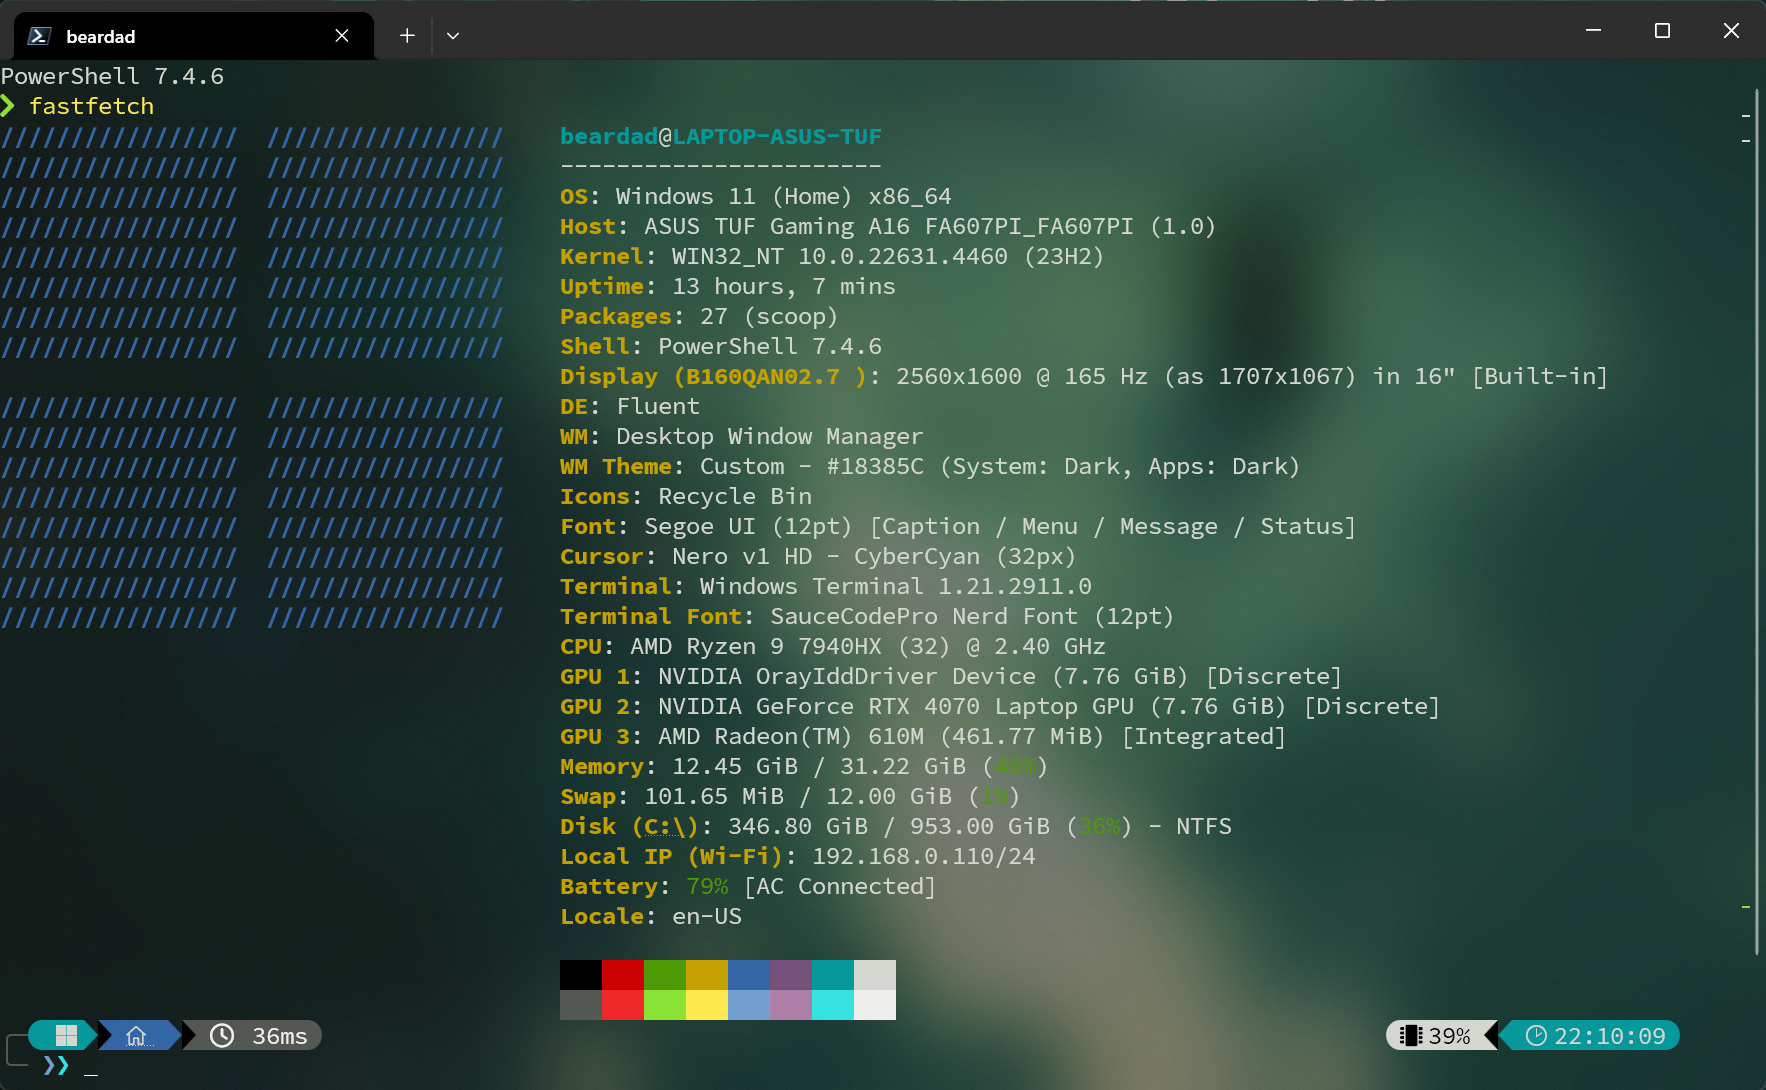 beardad
PowerShell 7.4.6
❯ fastfetch
/////////////////  /////////////////    beardad@LAPTOP-ASUS-TUF
/////////////////  /////////////////    -----------------------
/////////////////  /////////////////    OS: Windows 11 (Home) x86_64
/////////////////  /////////////////    Host: ASUS TUF Gaming A16 FA607PI_FA607PI (1.0)
/////////////////  /////////////////    Kernel: WIN32_NT 10.0.22631.4460 (23H2)
/////////////////  /////////////////    Uptime: 13 hours, 7 mins
/////////////////  /////////////////    Packages: 27 (scoop)
/////////////////  /////////////////    Shell: PowerShell 7.4.6
Display (B160QAN02.7 ): 2560x1600 @ 165 Hz (as 1707x1067) in 16" [Built-in]
/////////////////  /////////////////    DE: Fluent
/////////////////  /////////////////    WM: Desktop Window Manager
/////////////////  /////////////////    WM Theme: Custom - #18385C (System: Dark, Apps: Dark)
/////////////////  /////////////////    Icons: Recycle Bin
/////////////////  /////////////////    Font: Segoe UI (12pt) [Caption / Menu / Message / Status]
/////////////////  /////////////////    Cursor: Nero v1 HD - CyberCyan (32px)
/////////////////  /////////////////    Terminal: Windows Terminal 1.21.2911.0
/////////////////  /////////////////    Terminal Font: SauceCodePro Nerd Font (12pt)
CPU: AMD Ryzen 9 7940HX (32) @ 2.40 GHz
GPU 1: NVIDIA OrayIddDriver Device (7.76 GiB) [Discrete]
GPU 2: NVIDIA GeForce RTX 4070 Laptop GPU (7.76 GiB) [Discrete]
GPU 3: AMD Radeon(TM) 610M (461.77 MiB) [Integrated]
Memory: 12.45 GiB / 31.22 GiB (40%)
Swap: 101.65 MiB / 12.00 GiB (1%)
Disk (C:\): 346.80 GiB / 953.00 GiB (36%) - NTFS
Local IP (Wi-Fi): 192.168.0.110/24
Battery: 79% [AC Connected]
Locale: en-US
36ms 39% 22:10:09
❯❯ _